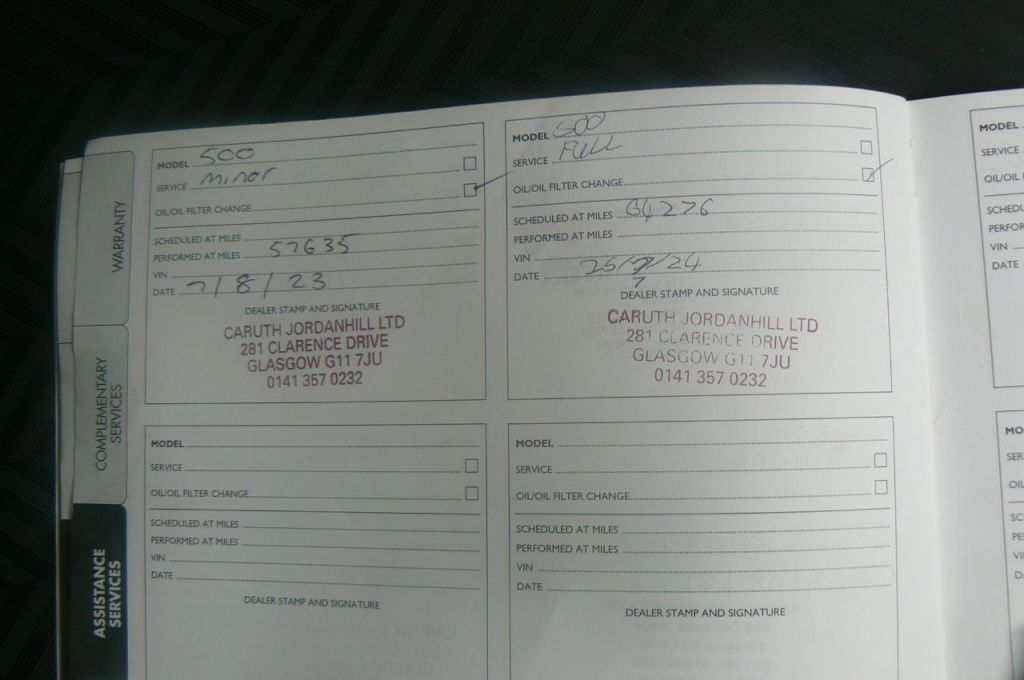 WARRANTY
COMPLEMENTARY
SERVICES
ASSISTANCE
SERVICES
MODEL 500
SERVICE minor
OIL/OIL FILTER CHANGE
SCHEDULED AT MILES
PERFORMED AT MILES 57635
VIN
DATE 7/8/23
DEALER STAMP AND SIGNATURE
CARUTH JORDANHILL LTD
281 CLARENCE DRIVE
GLASGOW G11 7JU
0141 357 0232
MODEL 500
SERVICE FULL
OIL/OIL FILTER CHANGE
SCHEDULED AT MILES 64276
PERFORMED AT MILES
VIN
DATE 25/7/24
7
DEALER STAMP AND SIGNATURE
CARUTH JORDANHILL LTD
281 CLARENCE DRIVE
GLASGOW G11 7JU
0141 357 0232
MODEL
SERVICE
OIL/OIL FILTER CHANGE
SCHEDULED AT MILES
PERFORMED AT MILES
VIN
DATE
DEALER STAMP AND SIGNATURE
MODEL
SERVICE
OIL/OIL FILTER CHANGE
SCHEDULED AT MILES
PERFORMED AT MILES
VIN
DATE
DEALER STAMP AND SIGNATURE
MODEL
SERVICE
VIN
DATE